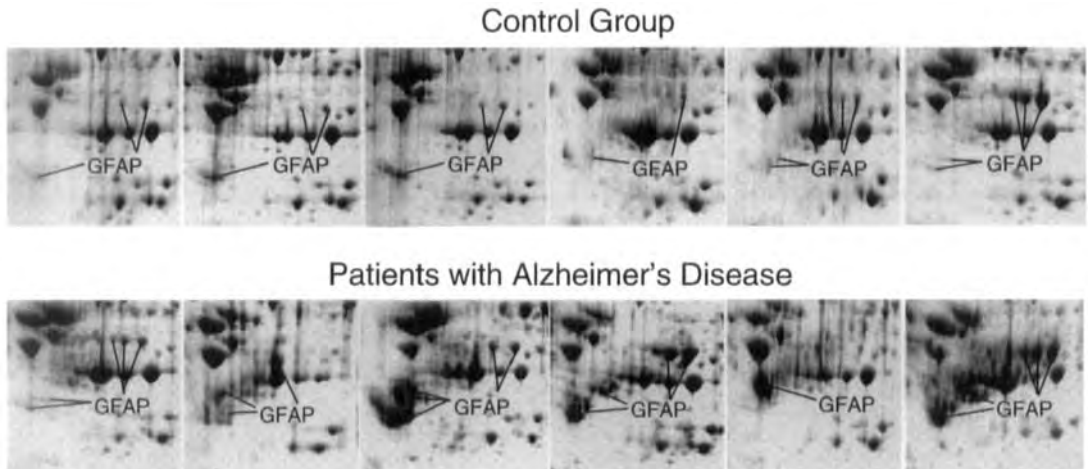 Control Group
GFAP GFAP GFAP GFAP GFAP GFAP
Patients with Alzheimer's Disease
GFAP GFAP GFAP GFAP GFAP GFAP